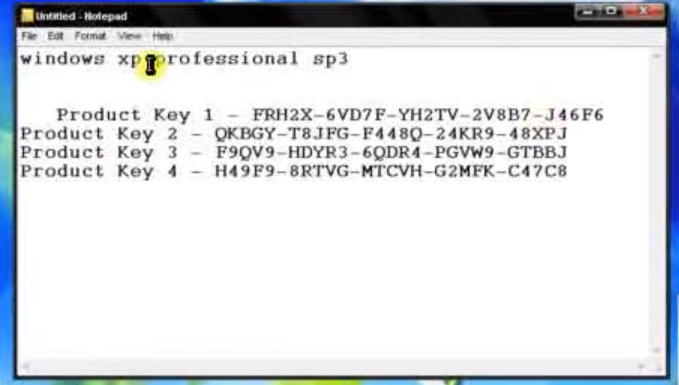 Untitled - Notepad
File Edit Format View Help
windows xp professional sp3
Product Key 1 - FRH2X-6VD7F-YH2TV-2V8B7-J46F6
Product Key 2 - QKBGY-T8JFG-F448Q-24KR9-48XPJ
Product Key 3 - F9QV9-HDYR3-6QDR4-PGVW9-GTBBJ
Product Key 4 - H49F9-8RTVG-MTCVH-G2MFK-C47C8